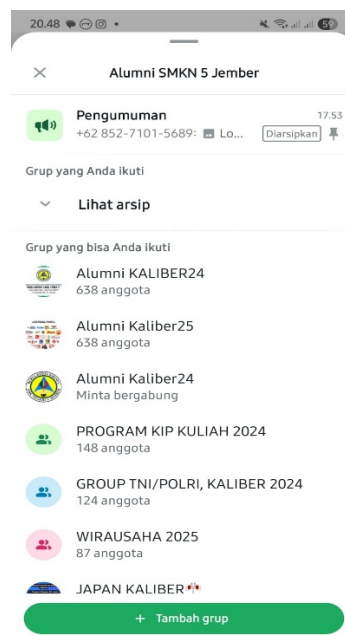 20.48
59
Alumni SMKN 5 Jember
Pengumuman
17.53
+62 852-7101-5689: Lo...
Diarsipkan
Grup yang Anda ikuti
Lihat arsip
Grup yang bisa Anda ikuti
Alumni KALIBER24
638 anggota
Alumni Kaliber25
638 anggota
Alumni Kaliber24
Minta bergabung
PROGRAM KIP KULIAH 2024
148 anggota
GROUP TNI/POLRI, KALIBER 2024
124 anggota
WIRAUSAHA 2025
87 anggota
JAPAN KALIBER
+ Tambah grup